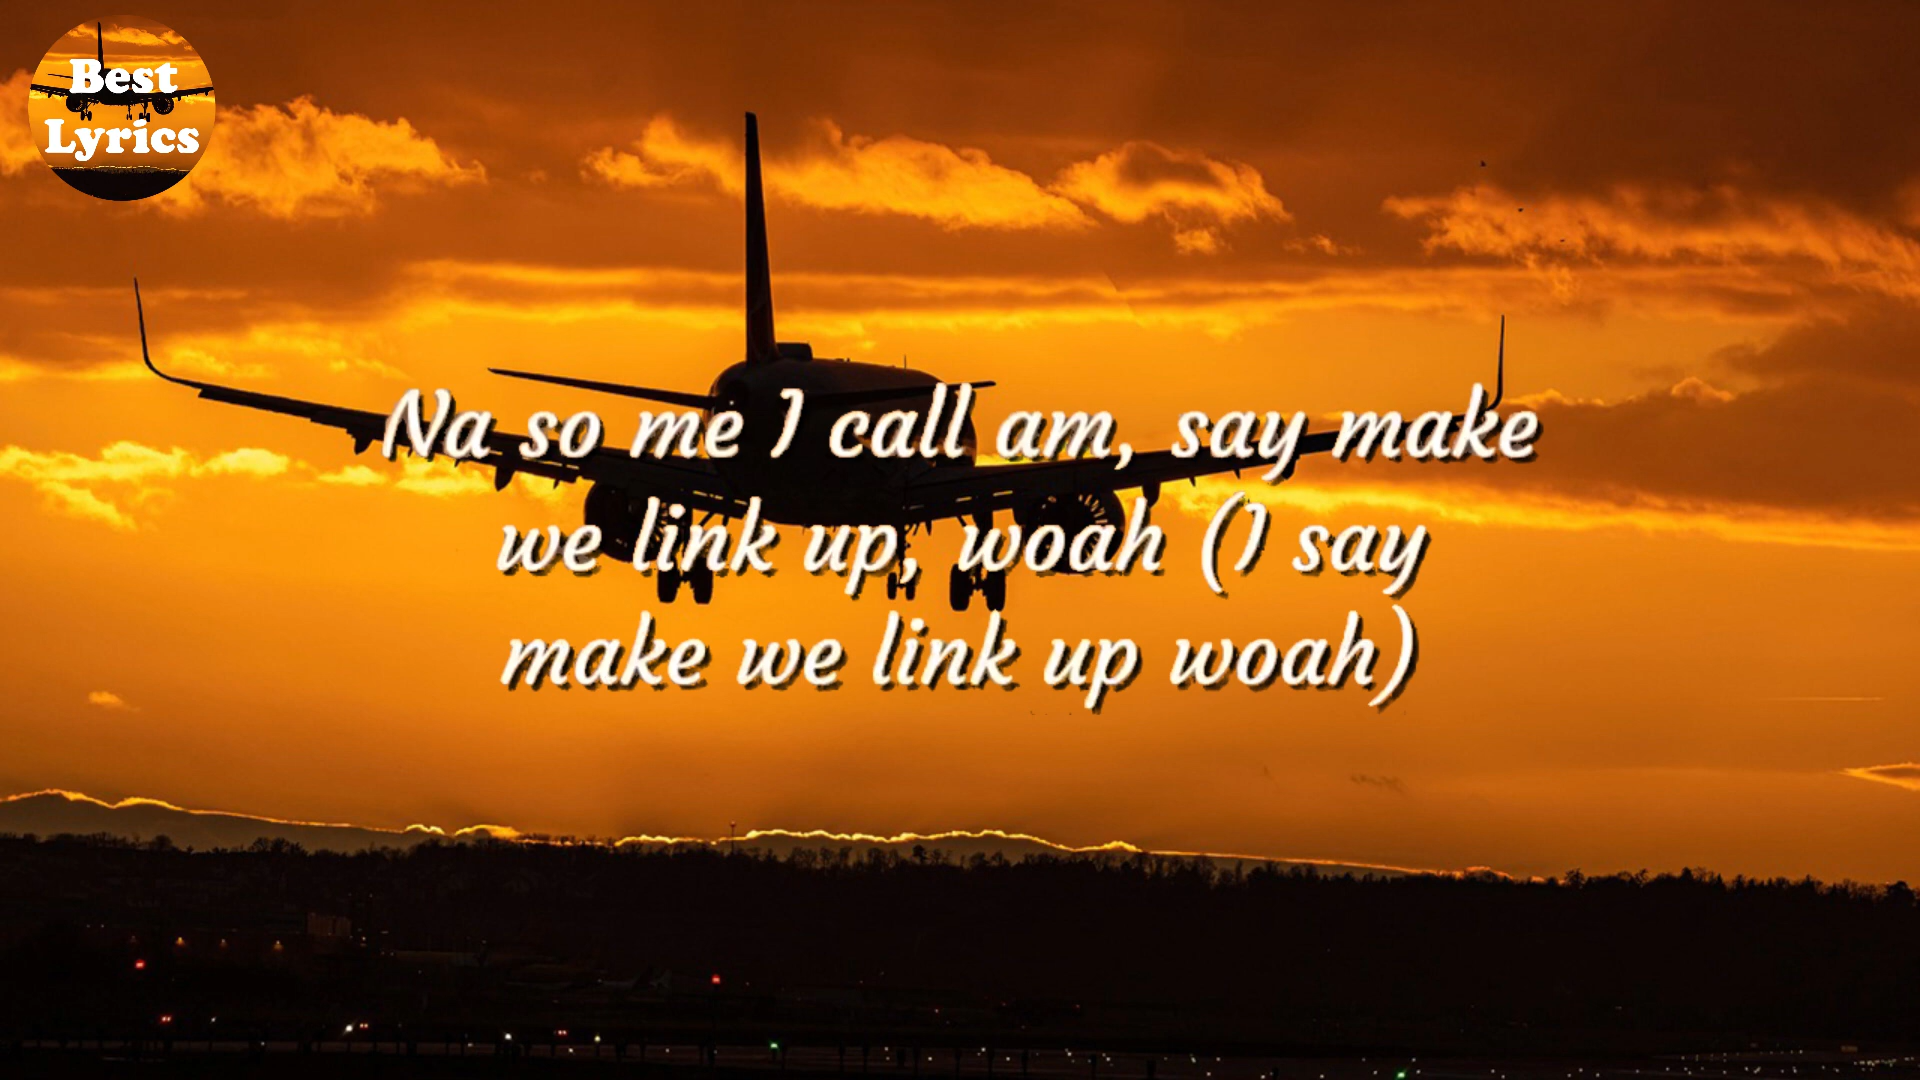 Best
Lyrics
Na so me I call am, say make
we link up, woah (I say
make we link up woah)